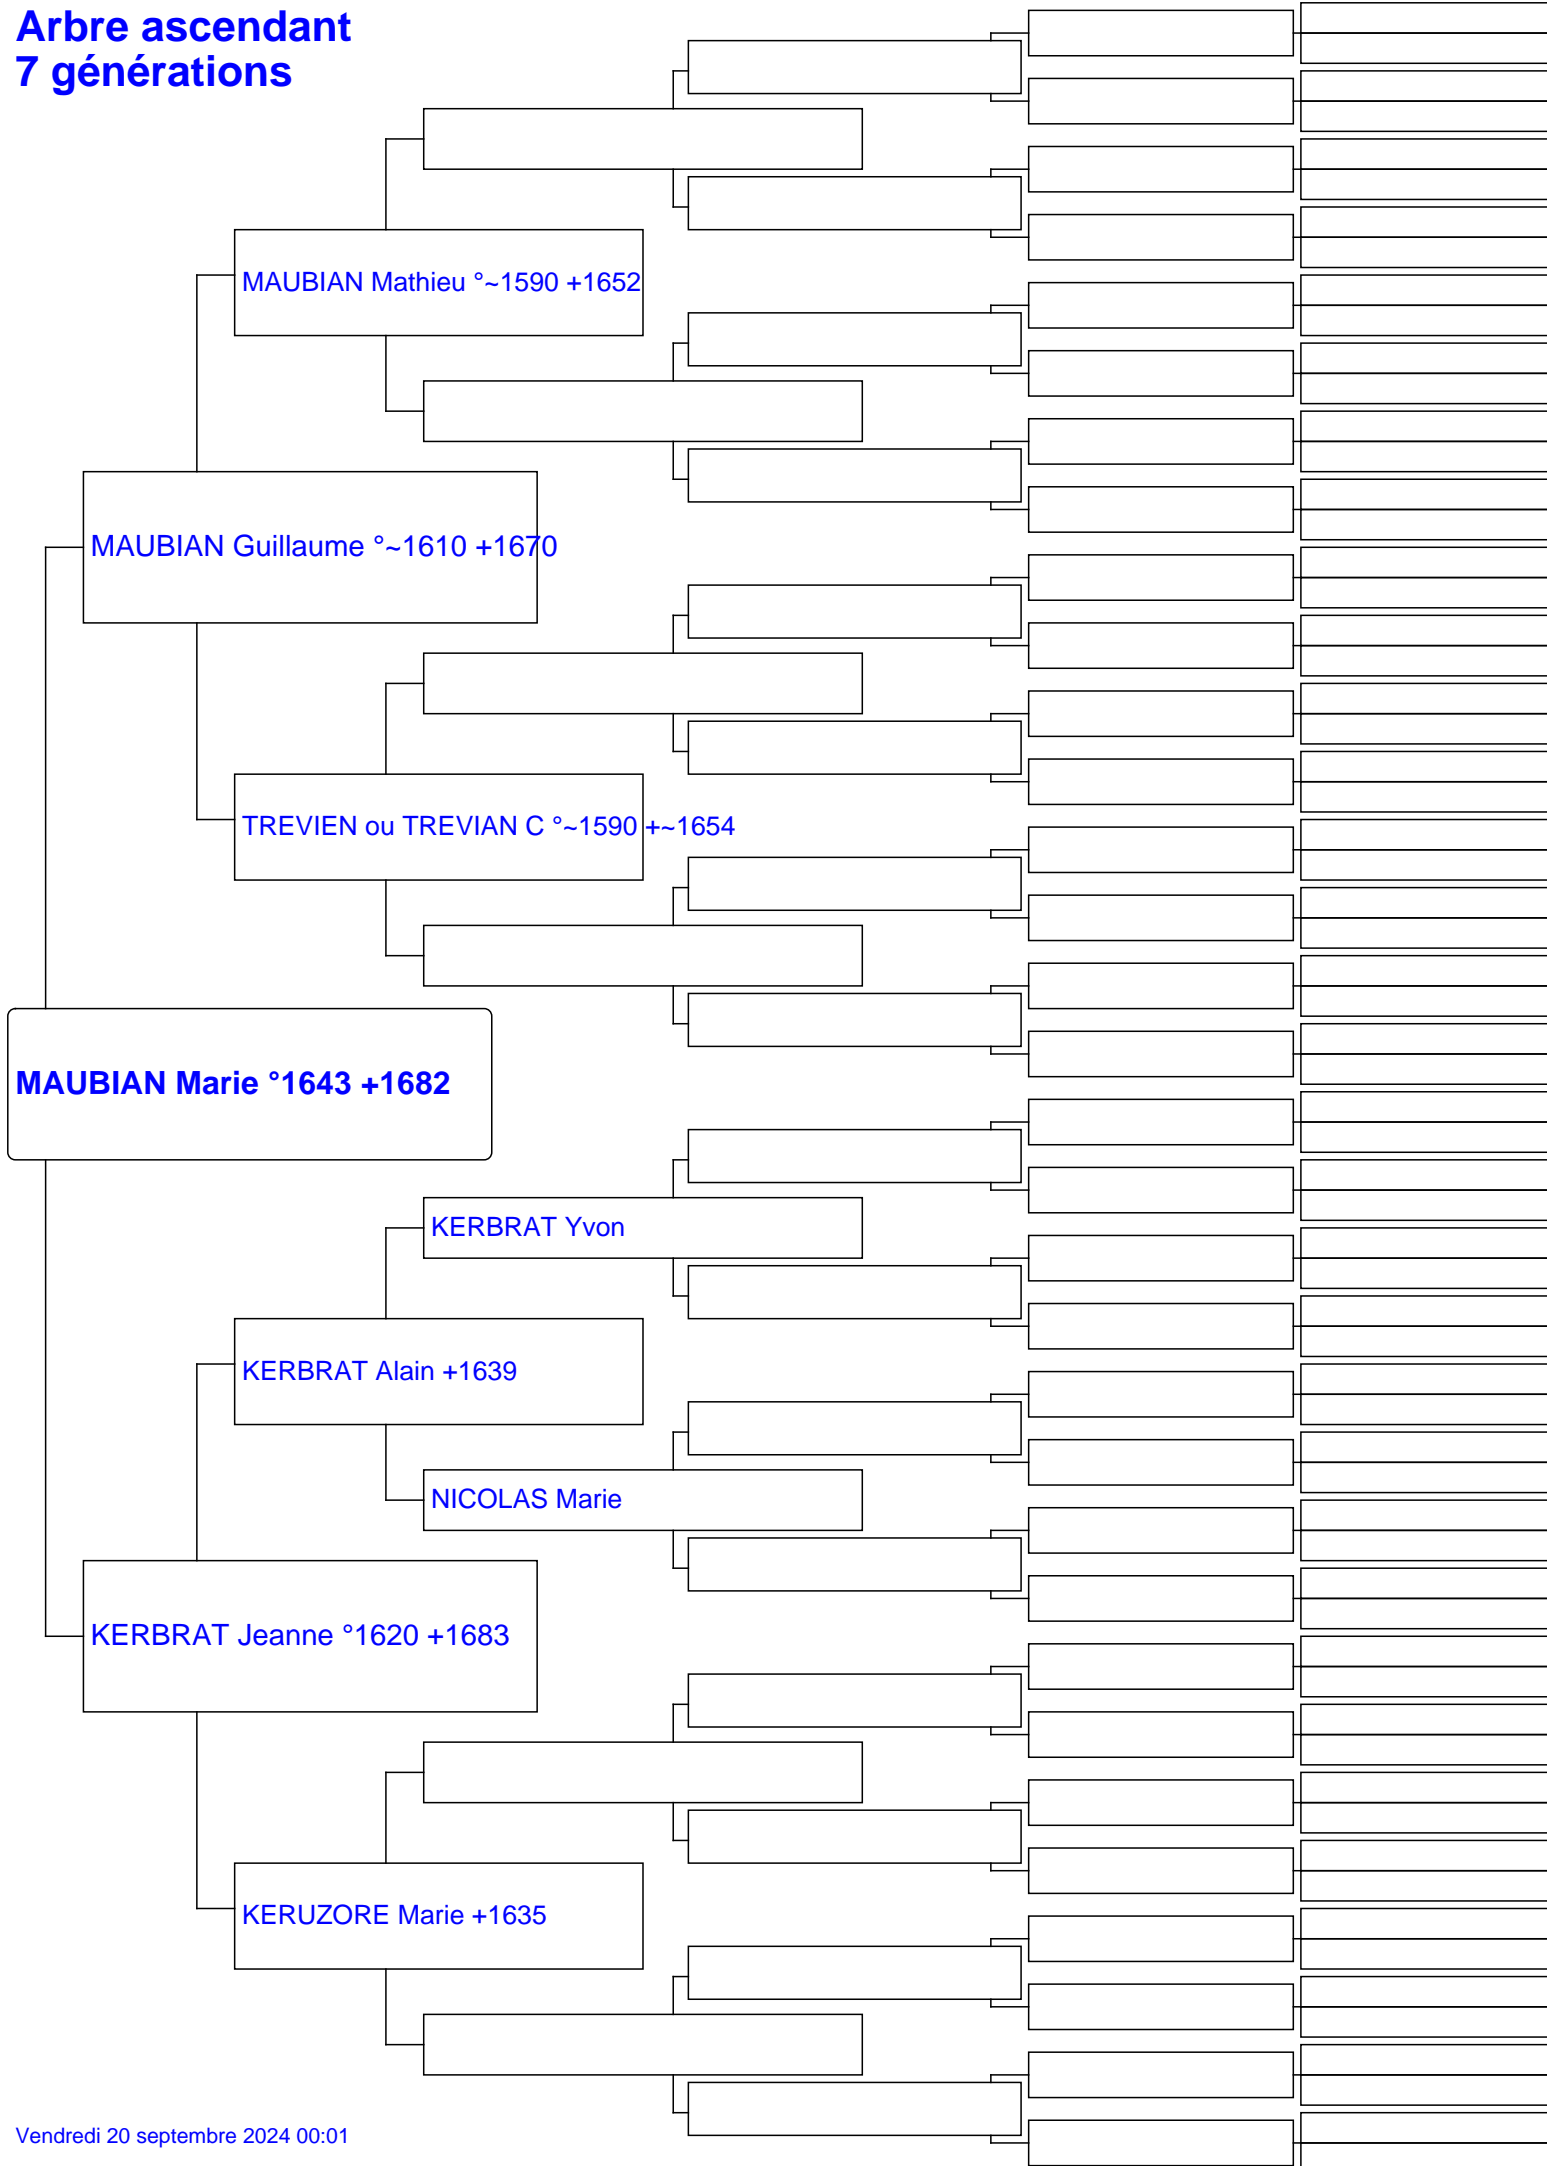 Arbre ascendant
7 générations
MAUBIAN Mathieu °~1590 +1652
MAUBIAN Guillaume °~1610 +1670
TREVIEN ou TREVIAN C °~1590 +~1654
MAUBIAN Marie °1643 +1682
KERBRAT Yvon
KERBRAT Alain +1639
NICOLAS Marie
KERBRAT Jeanne °1620 +1683
KERUZORE Marie +1635
Vendredi 20 septembre 2024 00:01